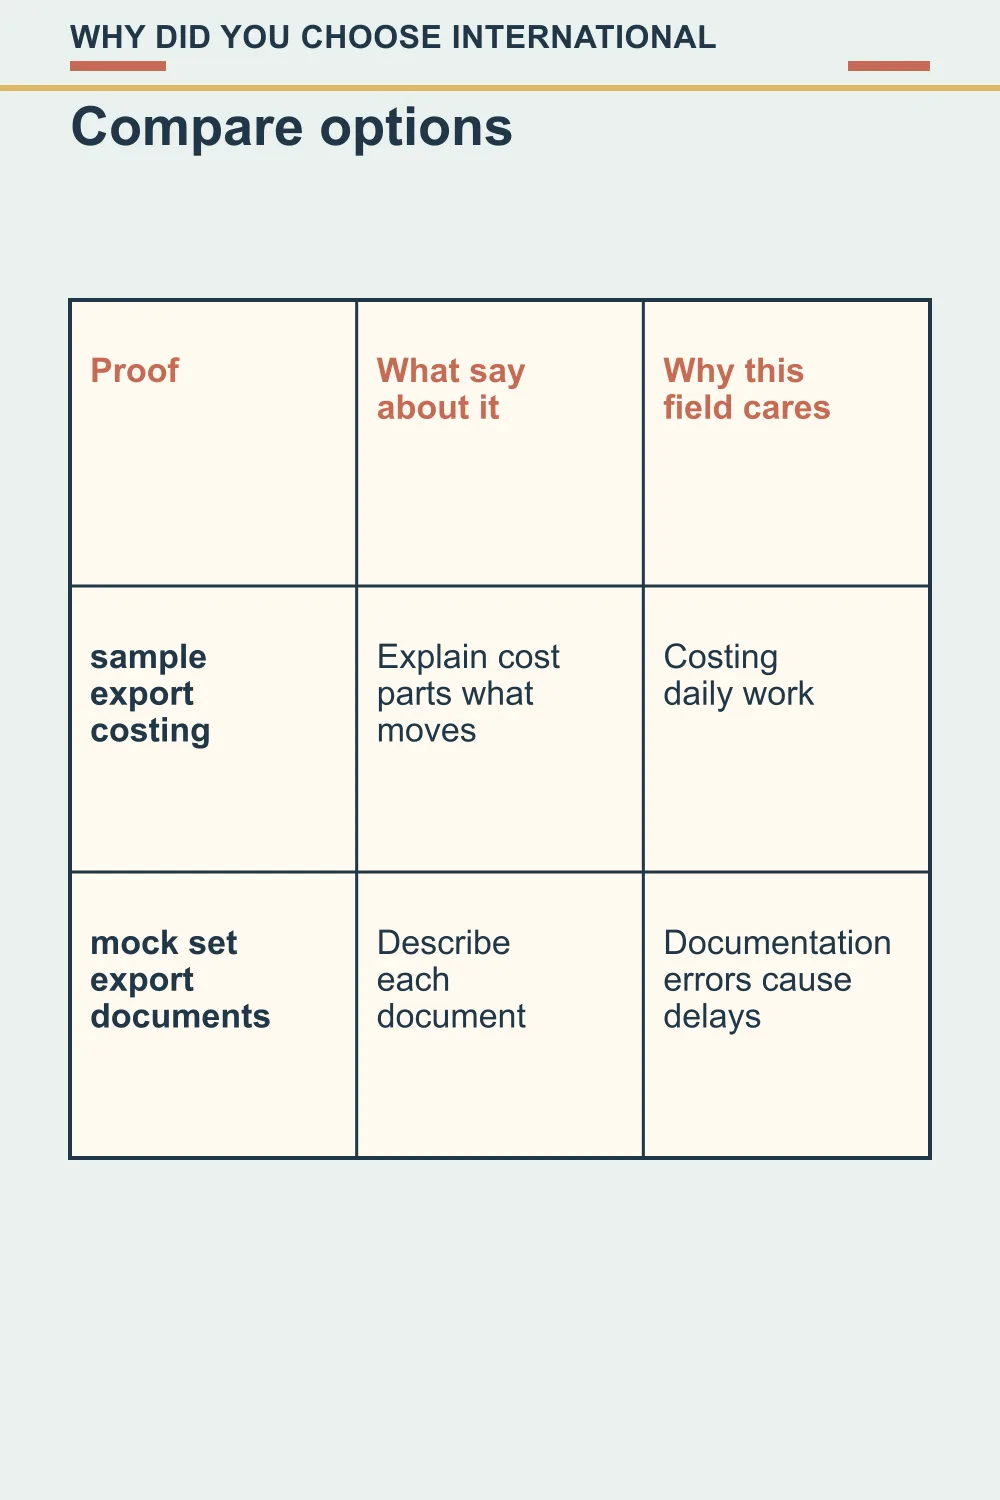 WHY DID YOU CHOOSE INTERNATIONAL
Compare options
Proof
What say
about it
Why this
field cares
sample
export
costing
Explain cost
parts what
moves
Costing
daily work
mock set
export
documents
Describe
each
document
Documentation
errors cause
delays